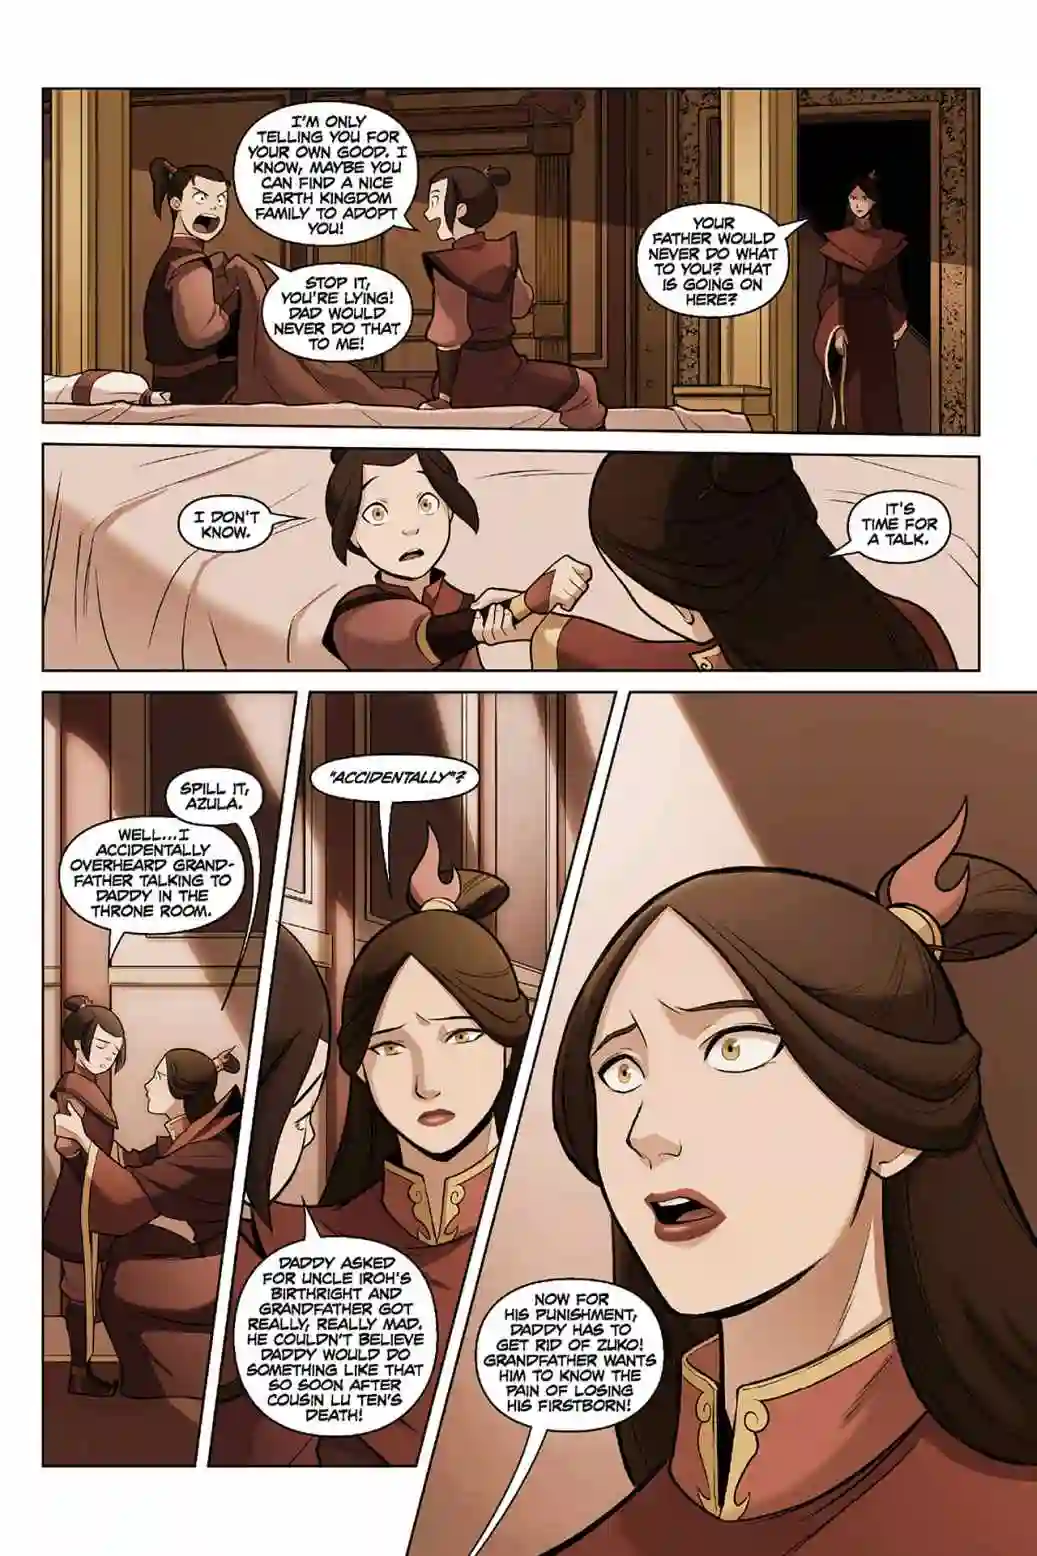 I'M ONLY
TELLING YOU FOR
YOUR OWN GOOD. I
KNOW, MAYBE YOU
CAN FIND A NICE
EARTH KINGDOM
FAMILY TO ADOPT
YOU!
STOP IT,
YOU'RE LYING!
DAD WOULD
NEVER DO THAT
TO ME!
YOUR
FATHER WOULD
NEVER DO WHAT
TO YOU? WHAT
IS GOING ON
HERE?
I DON'T
KNOW.
IT'S
TIME FOR
A TALK.
SPILL IT,
AZULA.
WELL...I
ACCIDENTALLY
OVERHEARD GRAND-
FATHER TALKING TO
DADDY IN THE
THRONE ROOM.
"ACCIDENTALLY"?
DADDY ASKED
FOR UNCLE IROH'S
BIRTHRIGHT AND
GRANDFATHER GOT
REALLY, REALLY MAD.
HE COULDN'T BELIEVE
DADDY WOULD DO
SOMETHING LIKE THAT
SO SOON AFTER
COUSIN LU TEN'S
DEATH!
NOW FOR
HIS PUNISHMENT,
DADDY HAS TO
GET RID OF ZUKO!
GRANDFATHER WANTS
HIM TO KNOW THE
PAIN OF LOSING
HIS FIRSTBORN!